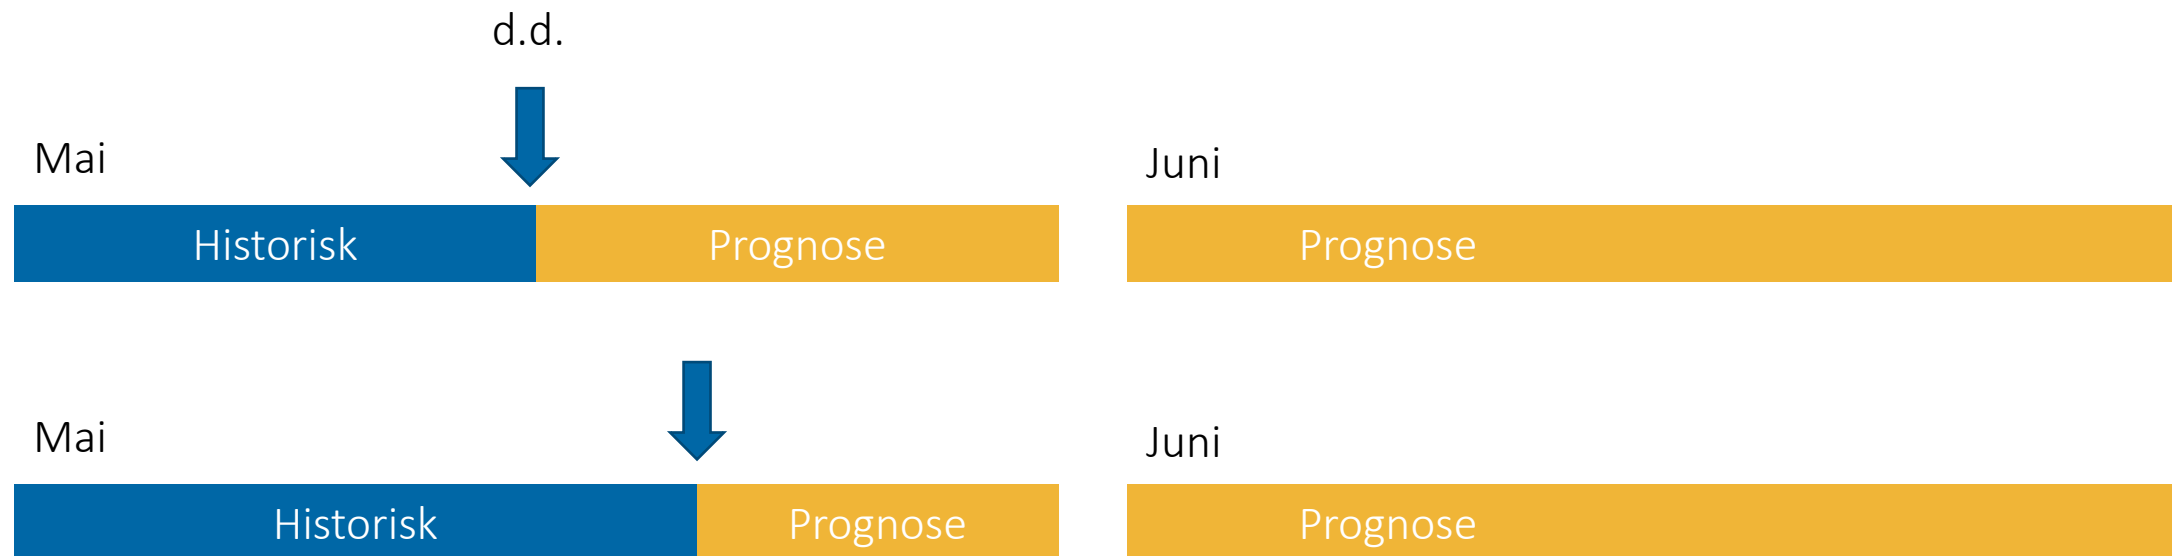 d.d.
Mai
Juni
Historisk
Prognose
Prognose
Mai
Juni
Historisk
Prognose
Prognose